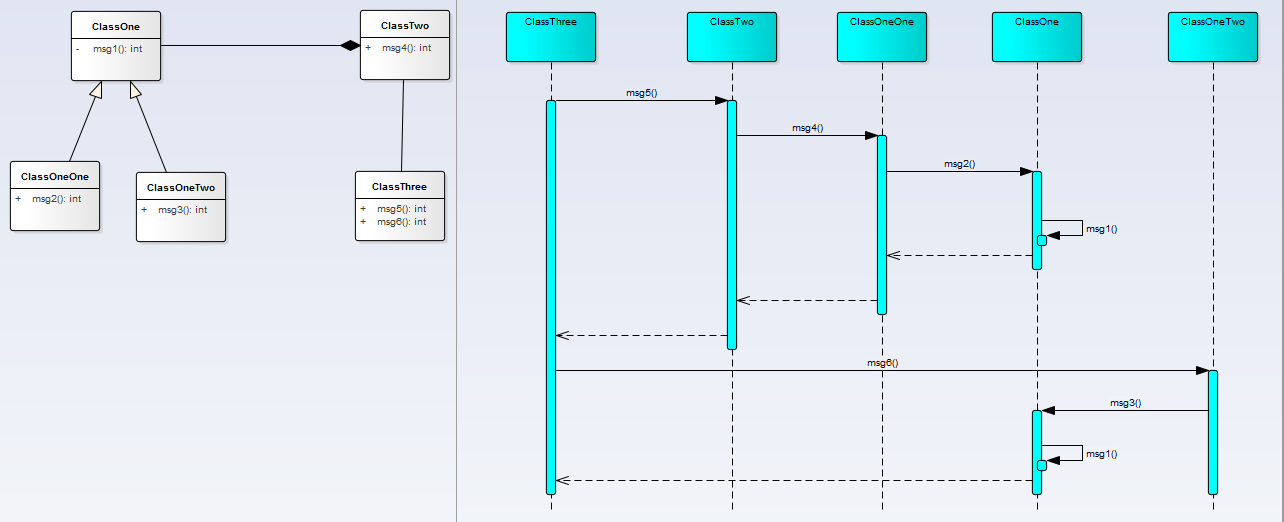 ClassOne
- msg1(): int
ClassTwo
+ msg4(): int
ClassOneOne
+ msg2(): int
ClassOneTwo
+ msg3(): int
ClassThree
+ msg5(): int
+ msg6(): int
ClassThree
ClassTwo
ClassOneOne
ClassOne
ClassOneTwo
msg5()
msg4()
msg2()
msg1()
msg6()
msg3()
msg1()